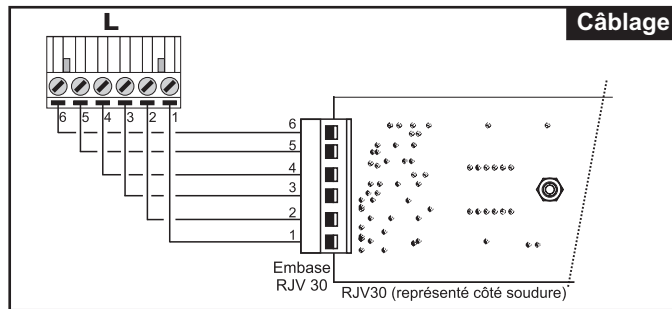 Câblage
L
6 5 4 3 2 1
6
5
4
3
2
1
Embase
RJV 30
RJV30 (représenté côté soudure)